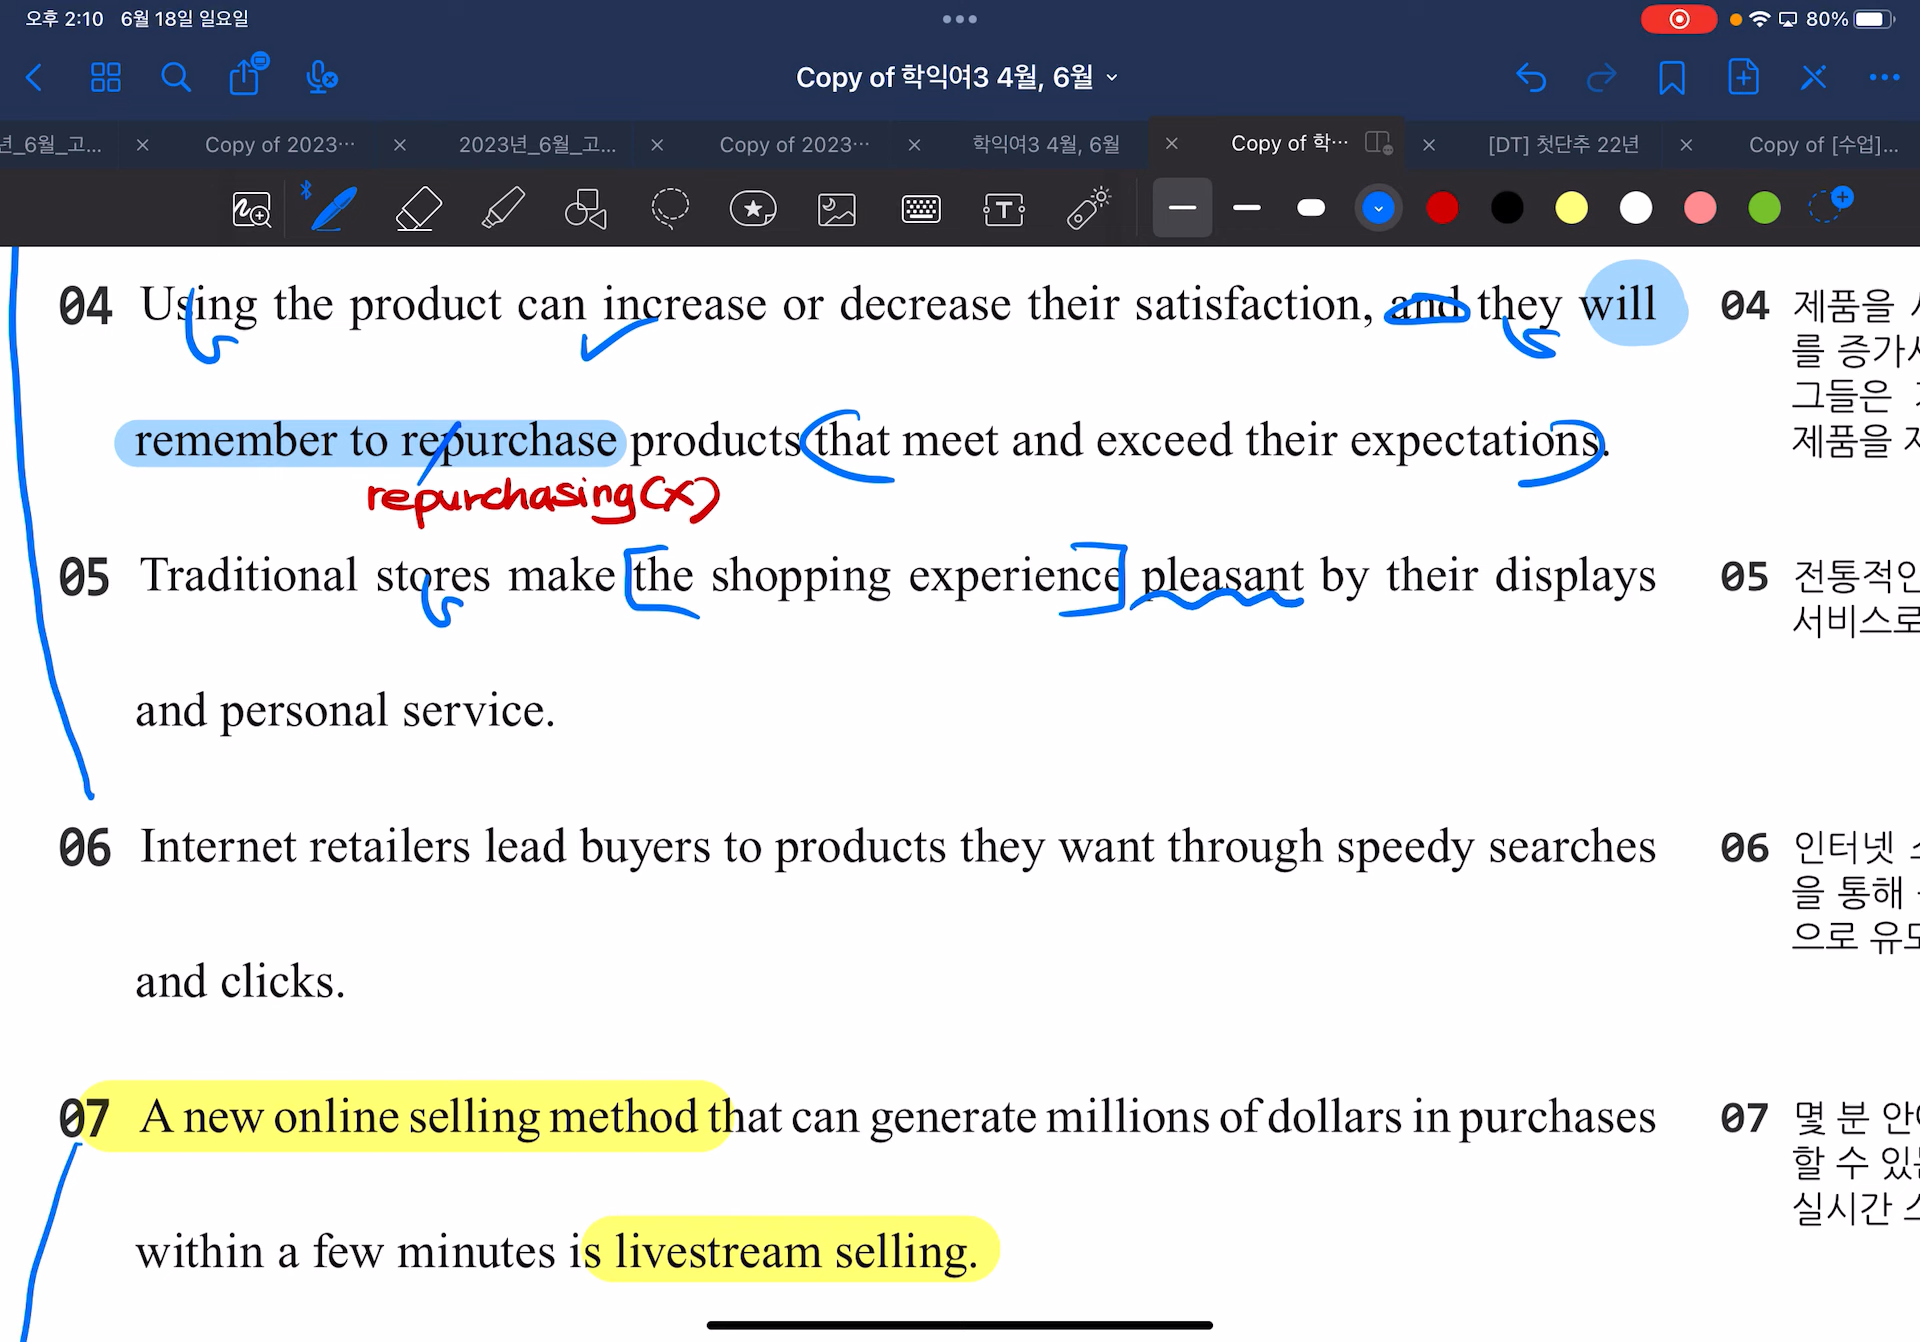 오후 2:10 6월 18일 일요일
80%
Copy of 학익여3 4월, 6월
년_6월_고...
Copy of 2023...
2023년_6월_고...
Copy of 2023...
학익여3 4월, 6월
Copy of 학...
[DT] 첫단추 22년
Copy of [수업]...
04 Using the product can increase or decrease their satisfaction, and they will
remember to repurchase products that meet and exceed their expectations.
repurchasing(x)
05 Traditional stores make the shopping experience pleasant by their displays
and personal service.
06 Internet retailers lead buyers to products they want through speedy searches
and clicks.
07 A new online selling method that can generate millions of dollars in purchases
within a few minutes is livestream selling.
04 제품을
를 증가
그들은
제품을
05 전통적인
서비스로
06 인터넷
을 통해
으로 유도
07 몇 분 안
할 수 있
실시간